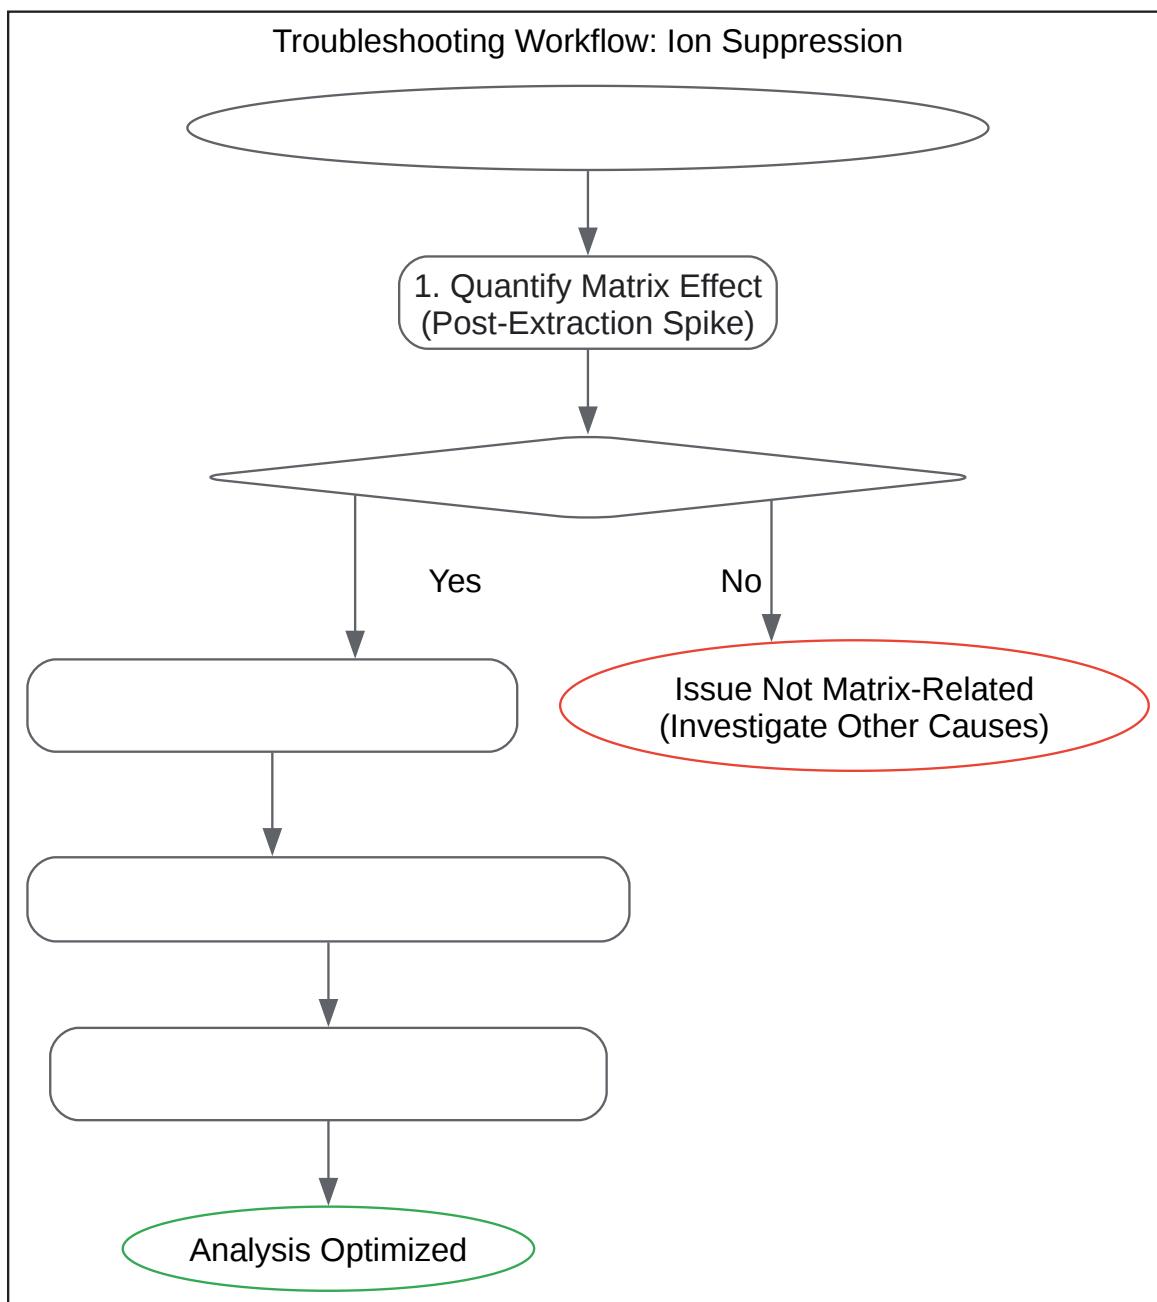 Troubleshooting Workflow: Ion Suppression
1. Quantify Matrix Effect
(Post-Extraction Spike)
Yes
No
Issue Not Matrix-Related
(Investigate Other Causes)
Analysis Optimized